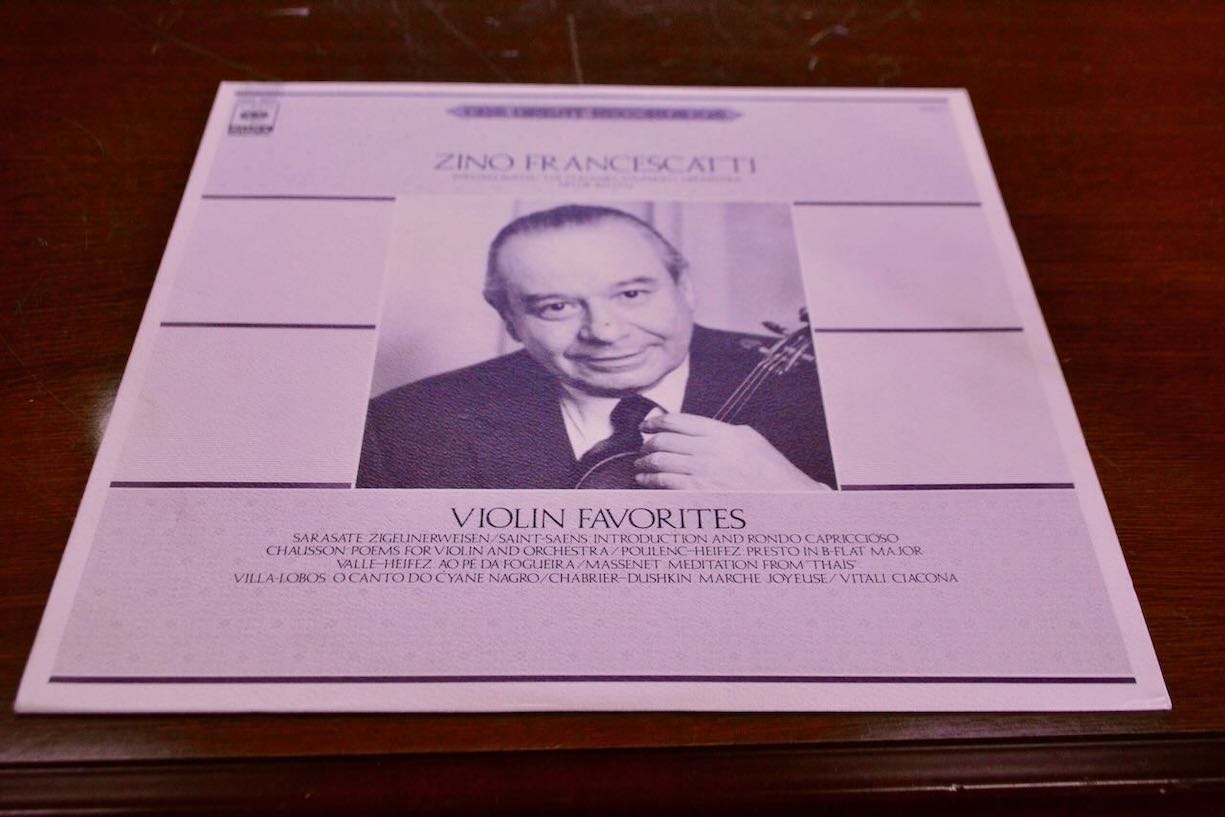 ZINO FRANCESCATTI
VIOLIN FAVORITES
SARASATE: ZIGEUNERWEISEN/SAINT-SAENS: INTRODUCTION AND RONDO CAPRICCIOSO
CHAUSSON: POEMS FOR VIOLIN AND ORCHESTRA/POULENC-HEIFEZ: PRESTO IN B-FLAT MAJOR
VALLE-HEIFEZ: AO PÉ DA FOGUEIRA/MASSENET: MEDITATION FROM "THAÏS"
VILLA-LOBOS: O CANTO DO CYANE NAGRO/CHABRIER-DUSHKIN: MARCHE JOYEUSE/VITALI: CIACONA